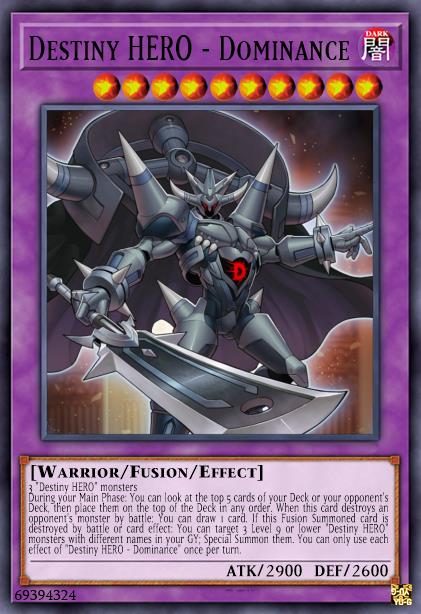 DESTINY HERO - DOMINANCE
DARK
闇
D
[WARRIOR/FUSION/EFFECT]
3 "Destiny HERO" monsters
During your Main Phase: You can look at the top 5 cards of your Deck or your opponent's
Deck, then place them on the top of the Deck in any order. When this card destroys an
opponent's monster by battle: You can draw 1 card. If this Fusion Summoned card is
destroyed by battle or card effect: You can target 3 Level 9 or lower "Destiny HERO"
monsters with different names in your GY; Special Summon them. You can only use each
effect of "Destiny HERO - Dominance" once per turn.
ATK/2900 DEF/2600
69394324